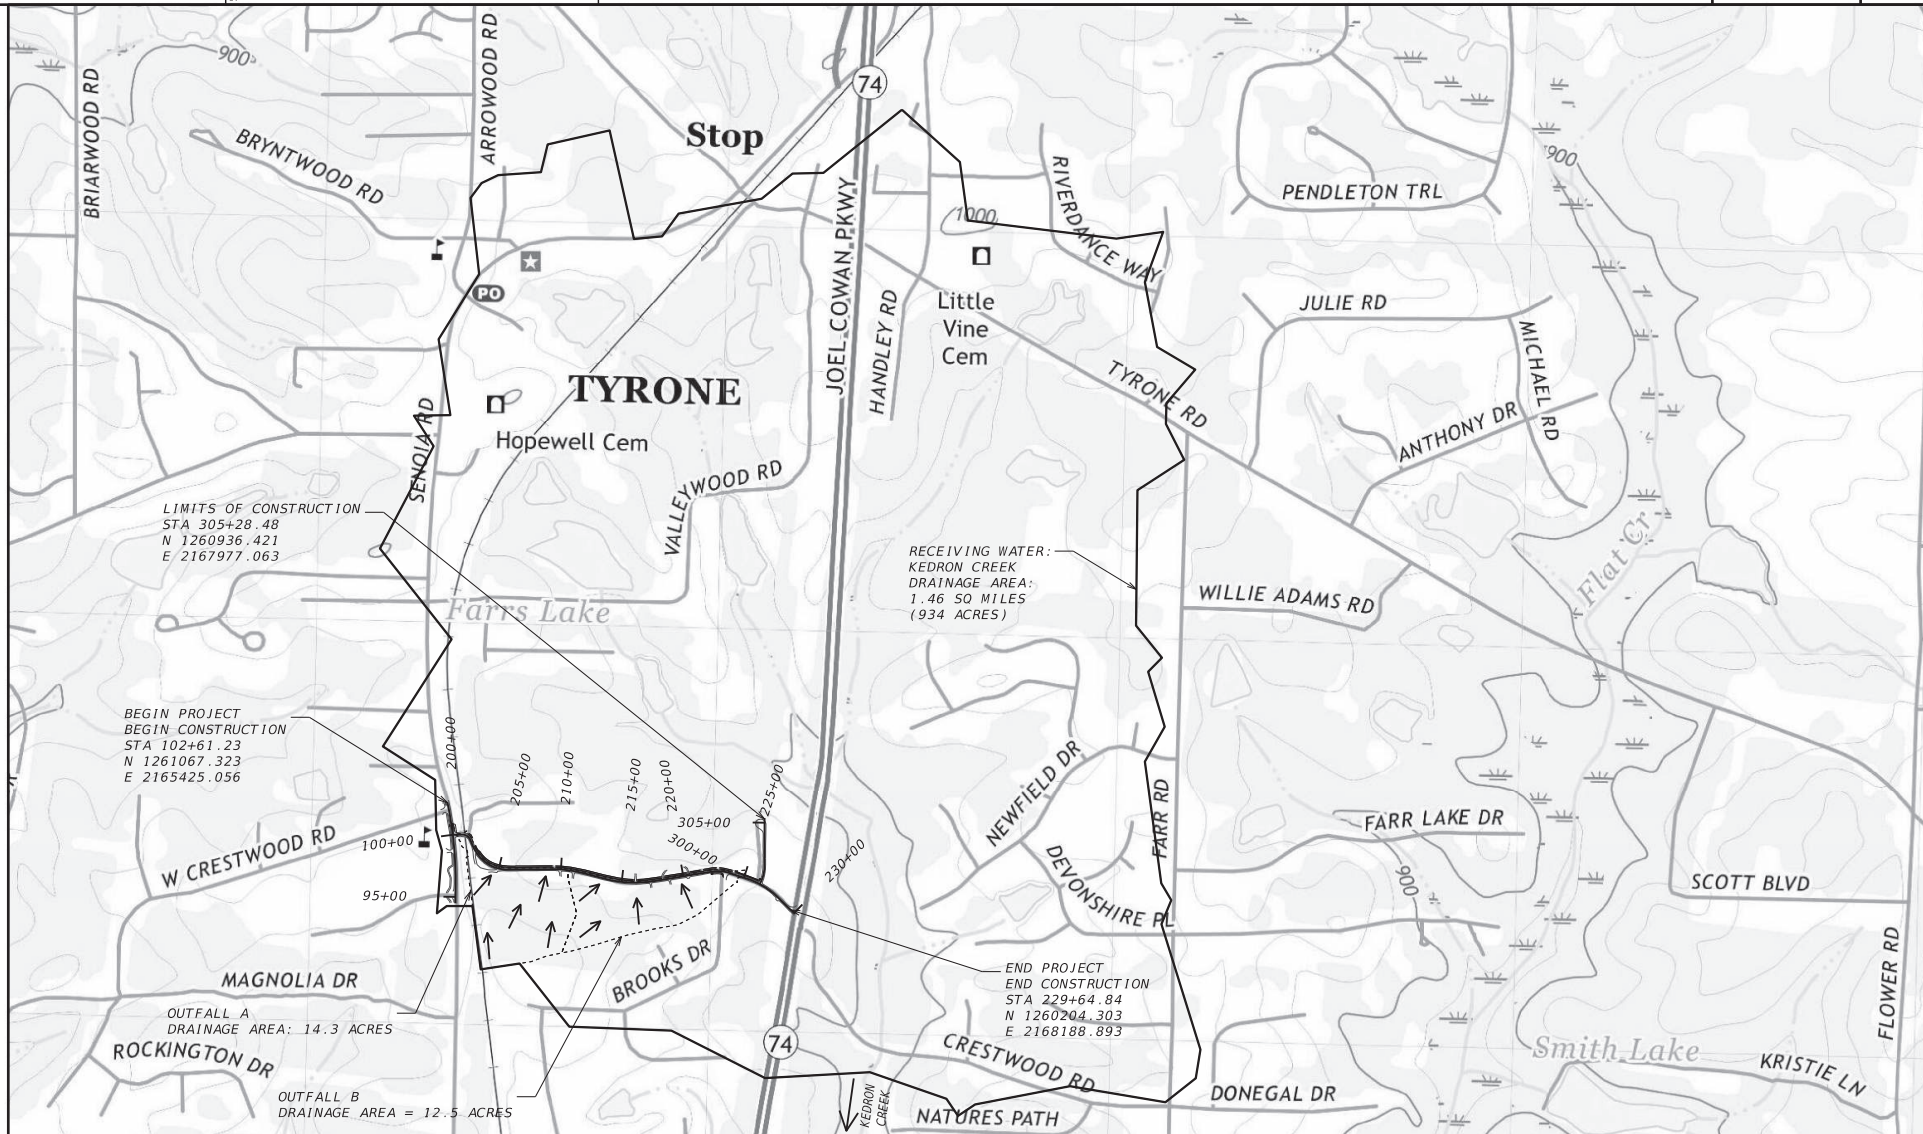 900
BRIARWOOD RD
ARROWOOD RD
BRYNTWOOD RD
Stop
74
JOEL COWAN PKWY
HANDLEY RD
1000
RIVERDANCE WAY
PENDLETON TRL
900
PO
Little
Vine
Cem
JULIE RD
MICHAEL RD
ANTHONY DR
TYRONE RD
TYRONE
Hopewell Cem
SENOIA RD
VALLEYWOOD RD
LIMITS OF CONSTRUCTION
STA 305+28.48
N 1260936.421
E 2167977.063
RECEIVING WATER:
KEDRON CREEK
DRAINAGE AREA:
1.46 SQ MILES
(934 ACRES)
Flat Cr
WILLIE ADAMS RD
Farrs Lake
BEGIN PROJECT
BEGIN CONSTRUCTION
STA 102+61.23
N 1261067.323
E 2165425.056
200+00
205+00
210+00
215+00
220+00
225+00
305+00
300+00
230+00
100+00
95+00
W CRESTWOOD RD
NEWFIELD DR
FARR RD
DEVONSHIRE PL
FARR LAKE DR
900
SCOTT BLVD
FLOWER RD
MAGNOLIA DR
BROOKS DR
END PROJECT
END CONSTRUCTION
STA 229+64.84
N 1260204.303
E 2168188.893
OUTFALL A
DRAINAGE AREA: 14.3 ACRES
ROCKINGTON DR
74
CRESTWOOD RD
Smith Lake
KRISTIE LN
OUTFALL B
DRAINAGE AREA = 12.5 ACRES
KEDRON
CREEK
NATURES PATH
DONEGAL DR